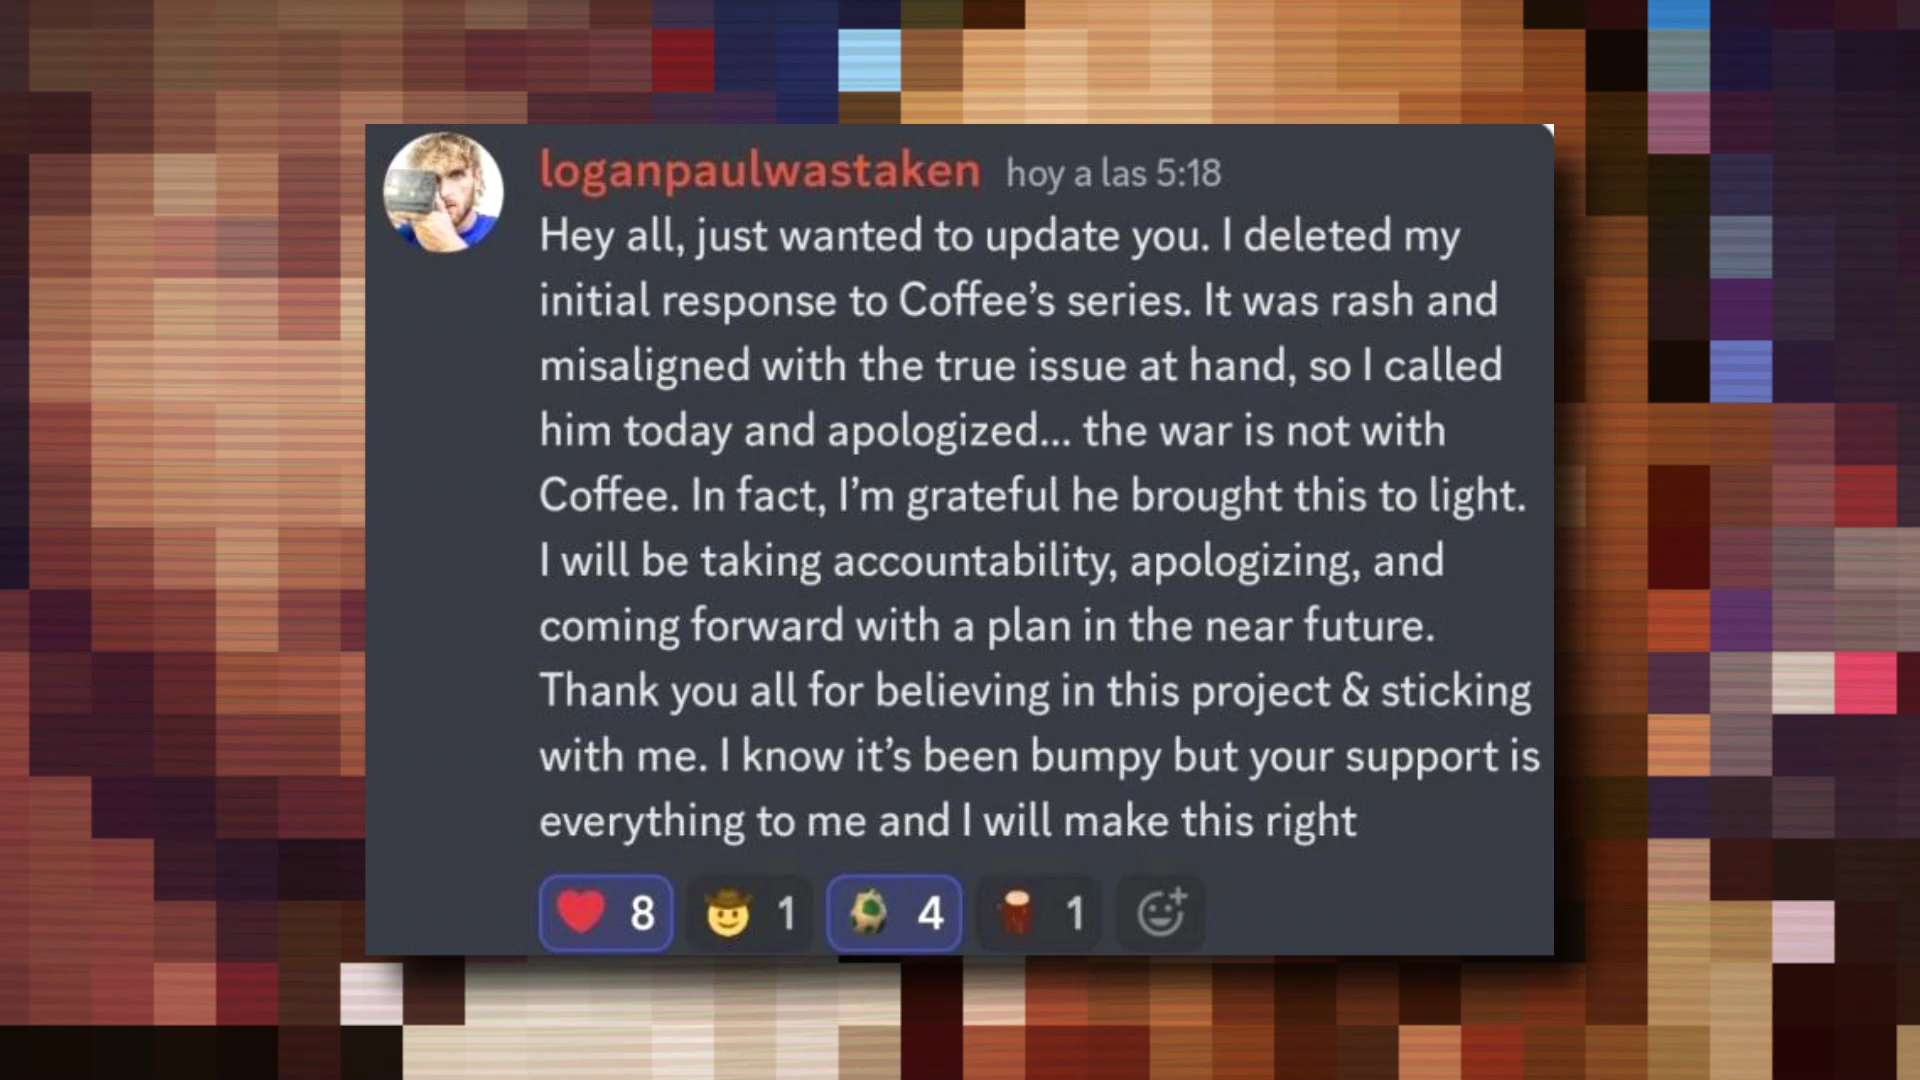 loganpaulwastaken hoy a las 5:18
Hey all, just wanted to update you. I deleted my
initial response to Coffee’s series. It was rash and
misaligned with the true issue at hand, so I called
him today and apologized... the war is not with
Coffee. In fact, I’m grateful he brought this to light.
I will be taking accountability, apologizing, and
coming forward with a plan in the near future.
Thank you all for believing in this project & sticking
with me. I know it’s been bumpy but your support is
everything to me and I will make this right
8 1 4 1